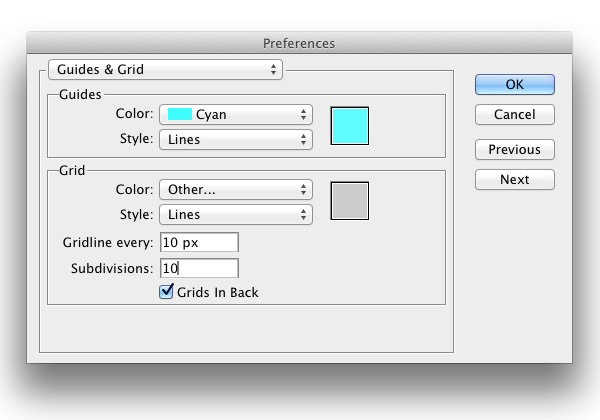 Preferences
Guides & Grid
Guides
Color: Cyan
Style: Lines
Grid
Color: Other...
Style: Lines
Gridline every: 10 px
Subdivisions: 10
Grids In Back
OK
Cancel
Previous
Next